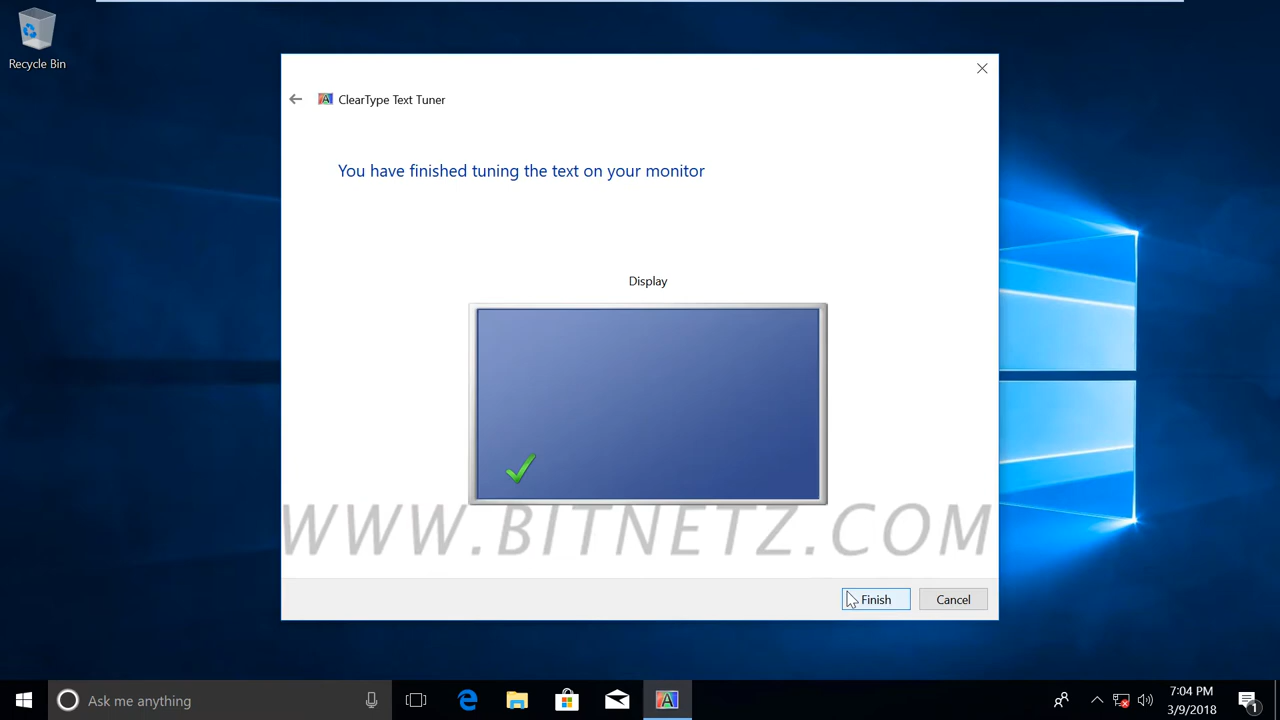 Recycle Bin
ClearType Text Tuner
You have finished tuning the text on your monitor
Display
WWW.BITNETZ.COM
Finish
Cancel
Ask me anything
7:04 PM
3/9/2018
1